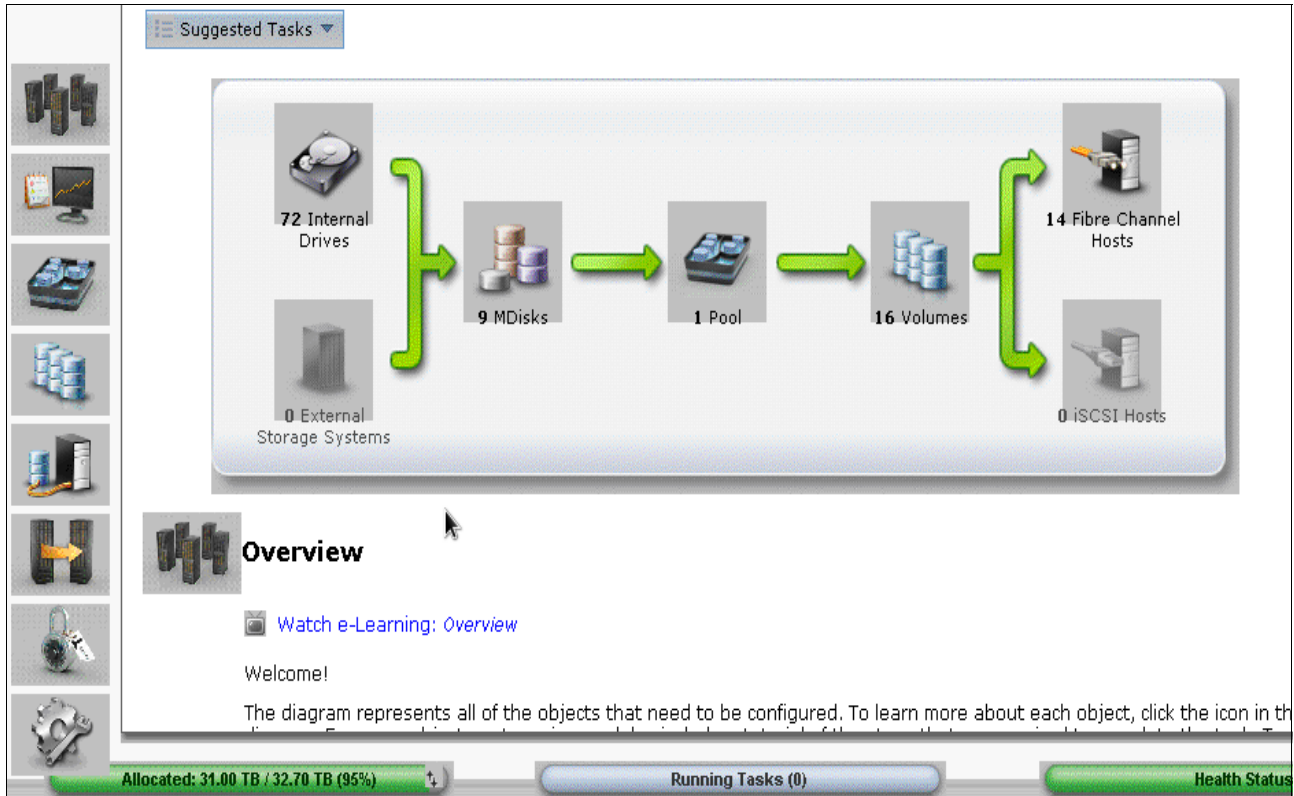 Suggested Tasks
72 Internal
Drives
14 Fibre Channel
Hosts
9 MDisks
1 Pool
16 Volumes
0 External
Storage Systems
0 iSCSI Hosts
Overview
Watch e-Learning: Overview
Welcome!
The diagram represents all of the objects that need to be configured. To learn more about each object, click the icon in th
Allocated: 31.00 TB / 32.70 TB (95%)
Running Tasks (0)
Health Status